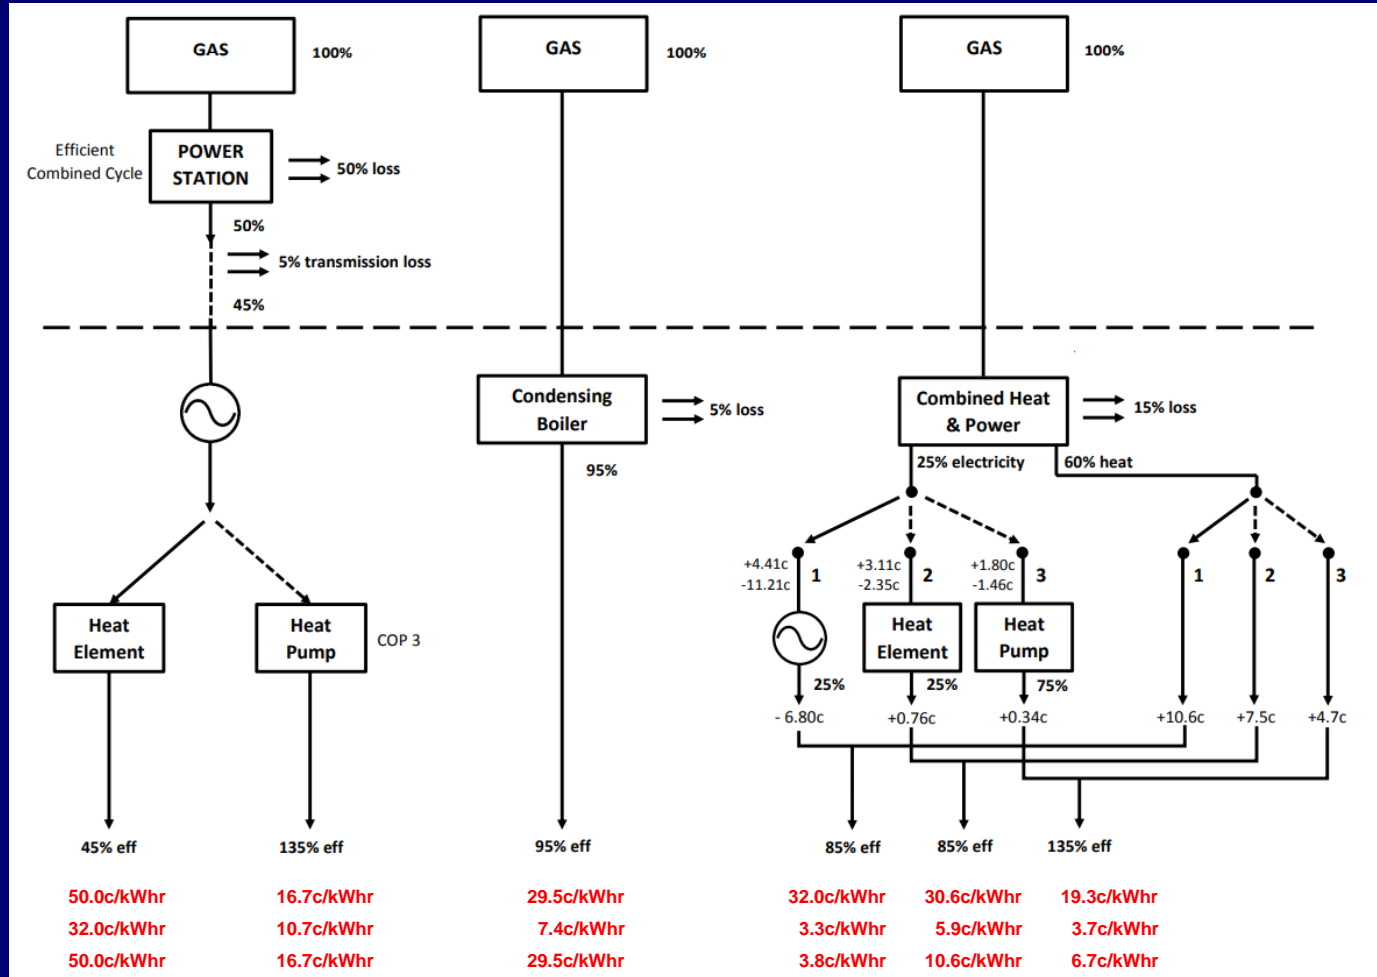 GAS
100%
GAS
100%
GAS
100%
Efficient
Combined Cycle
POWER
STATION
50% loss
50%
5% transmission loss
45%
Condensing
Boiler
5% loss
95%
Combined Heat
& Power
15% loss
25% electricity
60% heat
+4.41c
-11.21c
1
+3.11c
-2.35c
2
+1.80c
-1.46c
3
1
2
3
Heat
Element
Heat
Pump
COP 3
Heat
Element
Heat
Pump
25%
25%
75%
- 6.80c
+0.76c
+0.34c
+10.6c
+7.5c
+4.7c
45% eff
135% eff
95% eff
85% eff
85% eff
135% eff
50.0c/kWhr 16.7c/kWhr 29.5c/kWhr 32.0c/kWhr 30.6c/kWhr 19.3c/kWhr
32.0c/kWhr 10.7c/kWhr 7.4c/kWhr 3.3c/kWhr 5.9c/kWhr 3.7c/kWhr
50.0c/kWhr 16.7c/kWhr 29.5c/kWhr 3.8c/kWhr 10.6c/kWhr 6.7c/kWhr